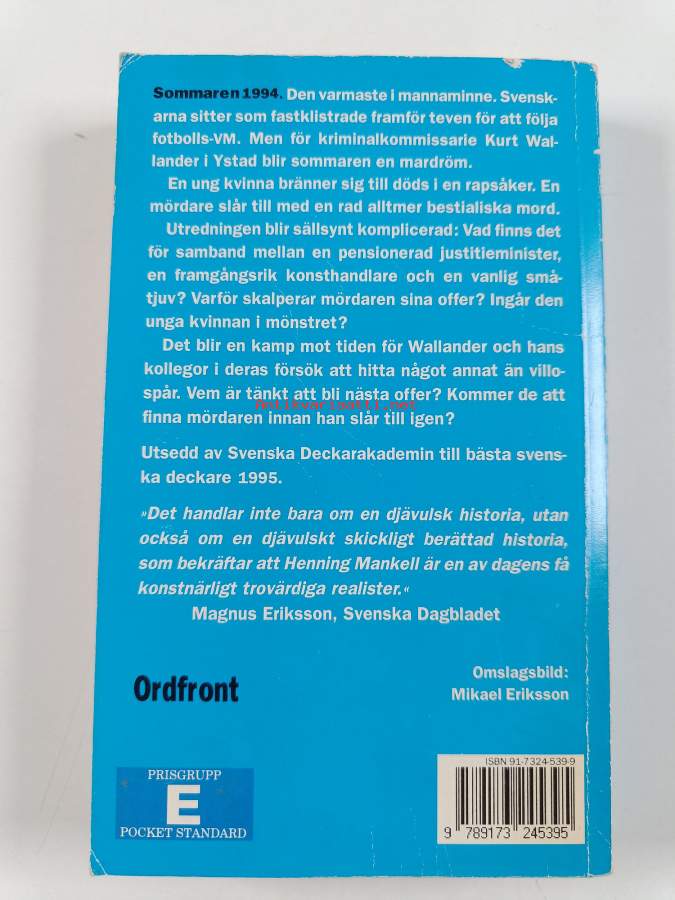 Sommaren 1994. Den varmaste i mannaminne. Svensk-
arna sitter som fastklistrade framför teven för att följa
fotbolls-VM. Men för kriminalkommissarie Kurt Wal-
lander i Ystad blir sommaren en mardröm.
En ung kvinna bränner sig till döds i en rapsåker. En
mördare slår till med en rad alltmer bestialiska mord.
Utredningen blir sällsynt komplicerad: Vad finns det
för samband mellan en pensionerad justitieminister,
en framgångsrik konsthandlare och en vanlig små-
tjuv? Varför skalperar mördaren sina offer? Ingår den
unga kvinnan i mönstret?
Det blir en kamp mot tiden för Wallander och hans
kollegor i deras försök att hitta något annat än villo-
spår. Vem är tänkt att bli nästa offer? Kommer de att
Antikvariaatti.net
finna mördaren innan han slår till igen?
Utsedd av Svenska Deckarakademin till bästa svens-
ka deckare 1995.
»Det handlar inte bara om en djävulsk historia, utan
också om en djävulskt skickligt berättad historia,
som bekräftar att Henning Mankell är en av dagens få
konstnärligt trovärdiga realister.«
Magnus Eriksson, Svenska Dagbladet
Ordfront
Omslagsbild:
Mikael Eriksson
PRISGRUPP
E
POCKET STANDARD
ISBN 91-7324-539-9
9 789173 245395